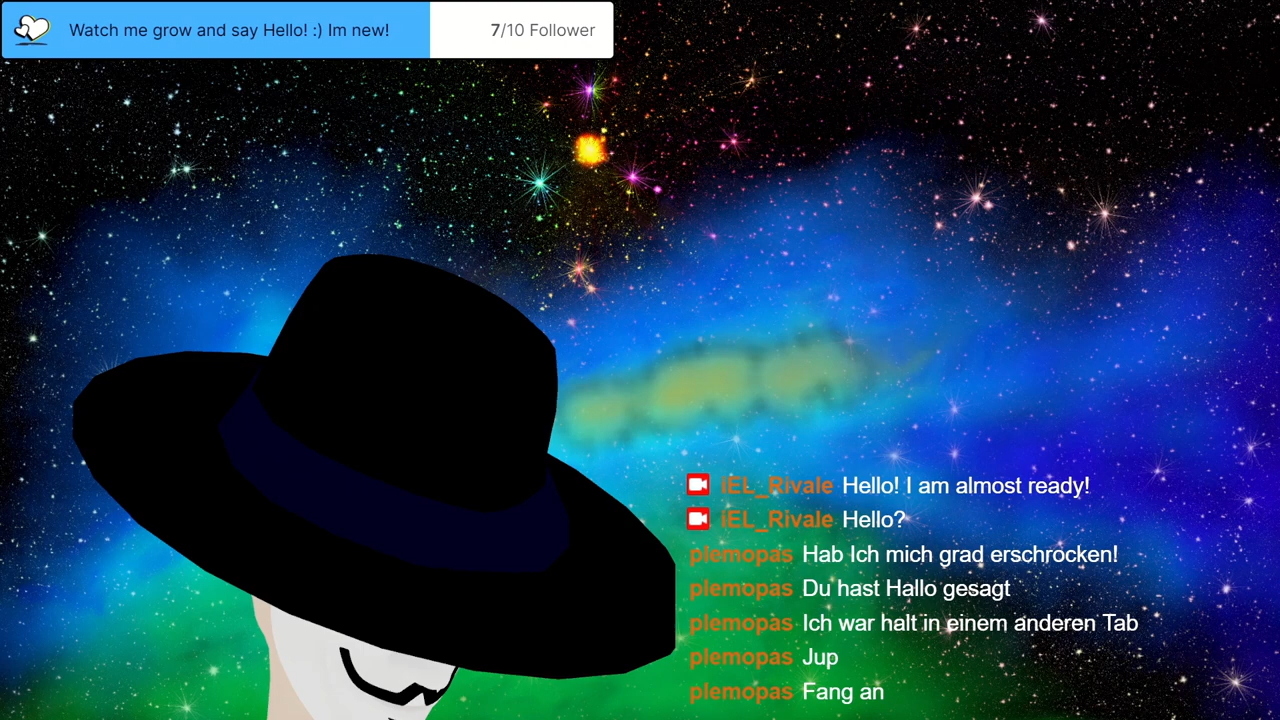 Watch me grow and say Hello! :) Im new! 7/10 Follower
iEL_Rivale Hello! I am almost ready!
iEL_Rivale Hello?
plemopas Hab Ich mich grad erschrocken!
plemopas Du hast Hallo gesagt
plemopas Ich war halt in einem anderen Tab
plemopas Jup
plemopas Fang an